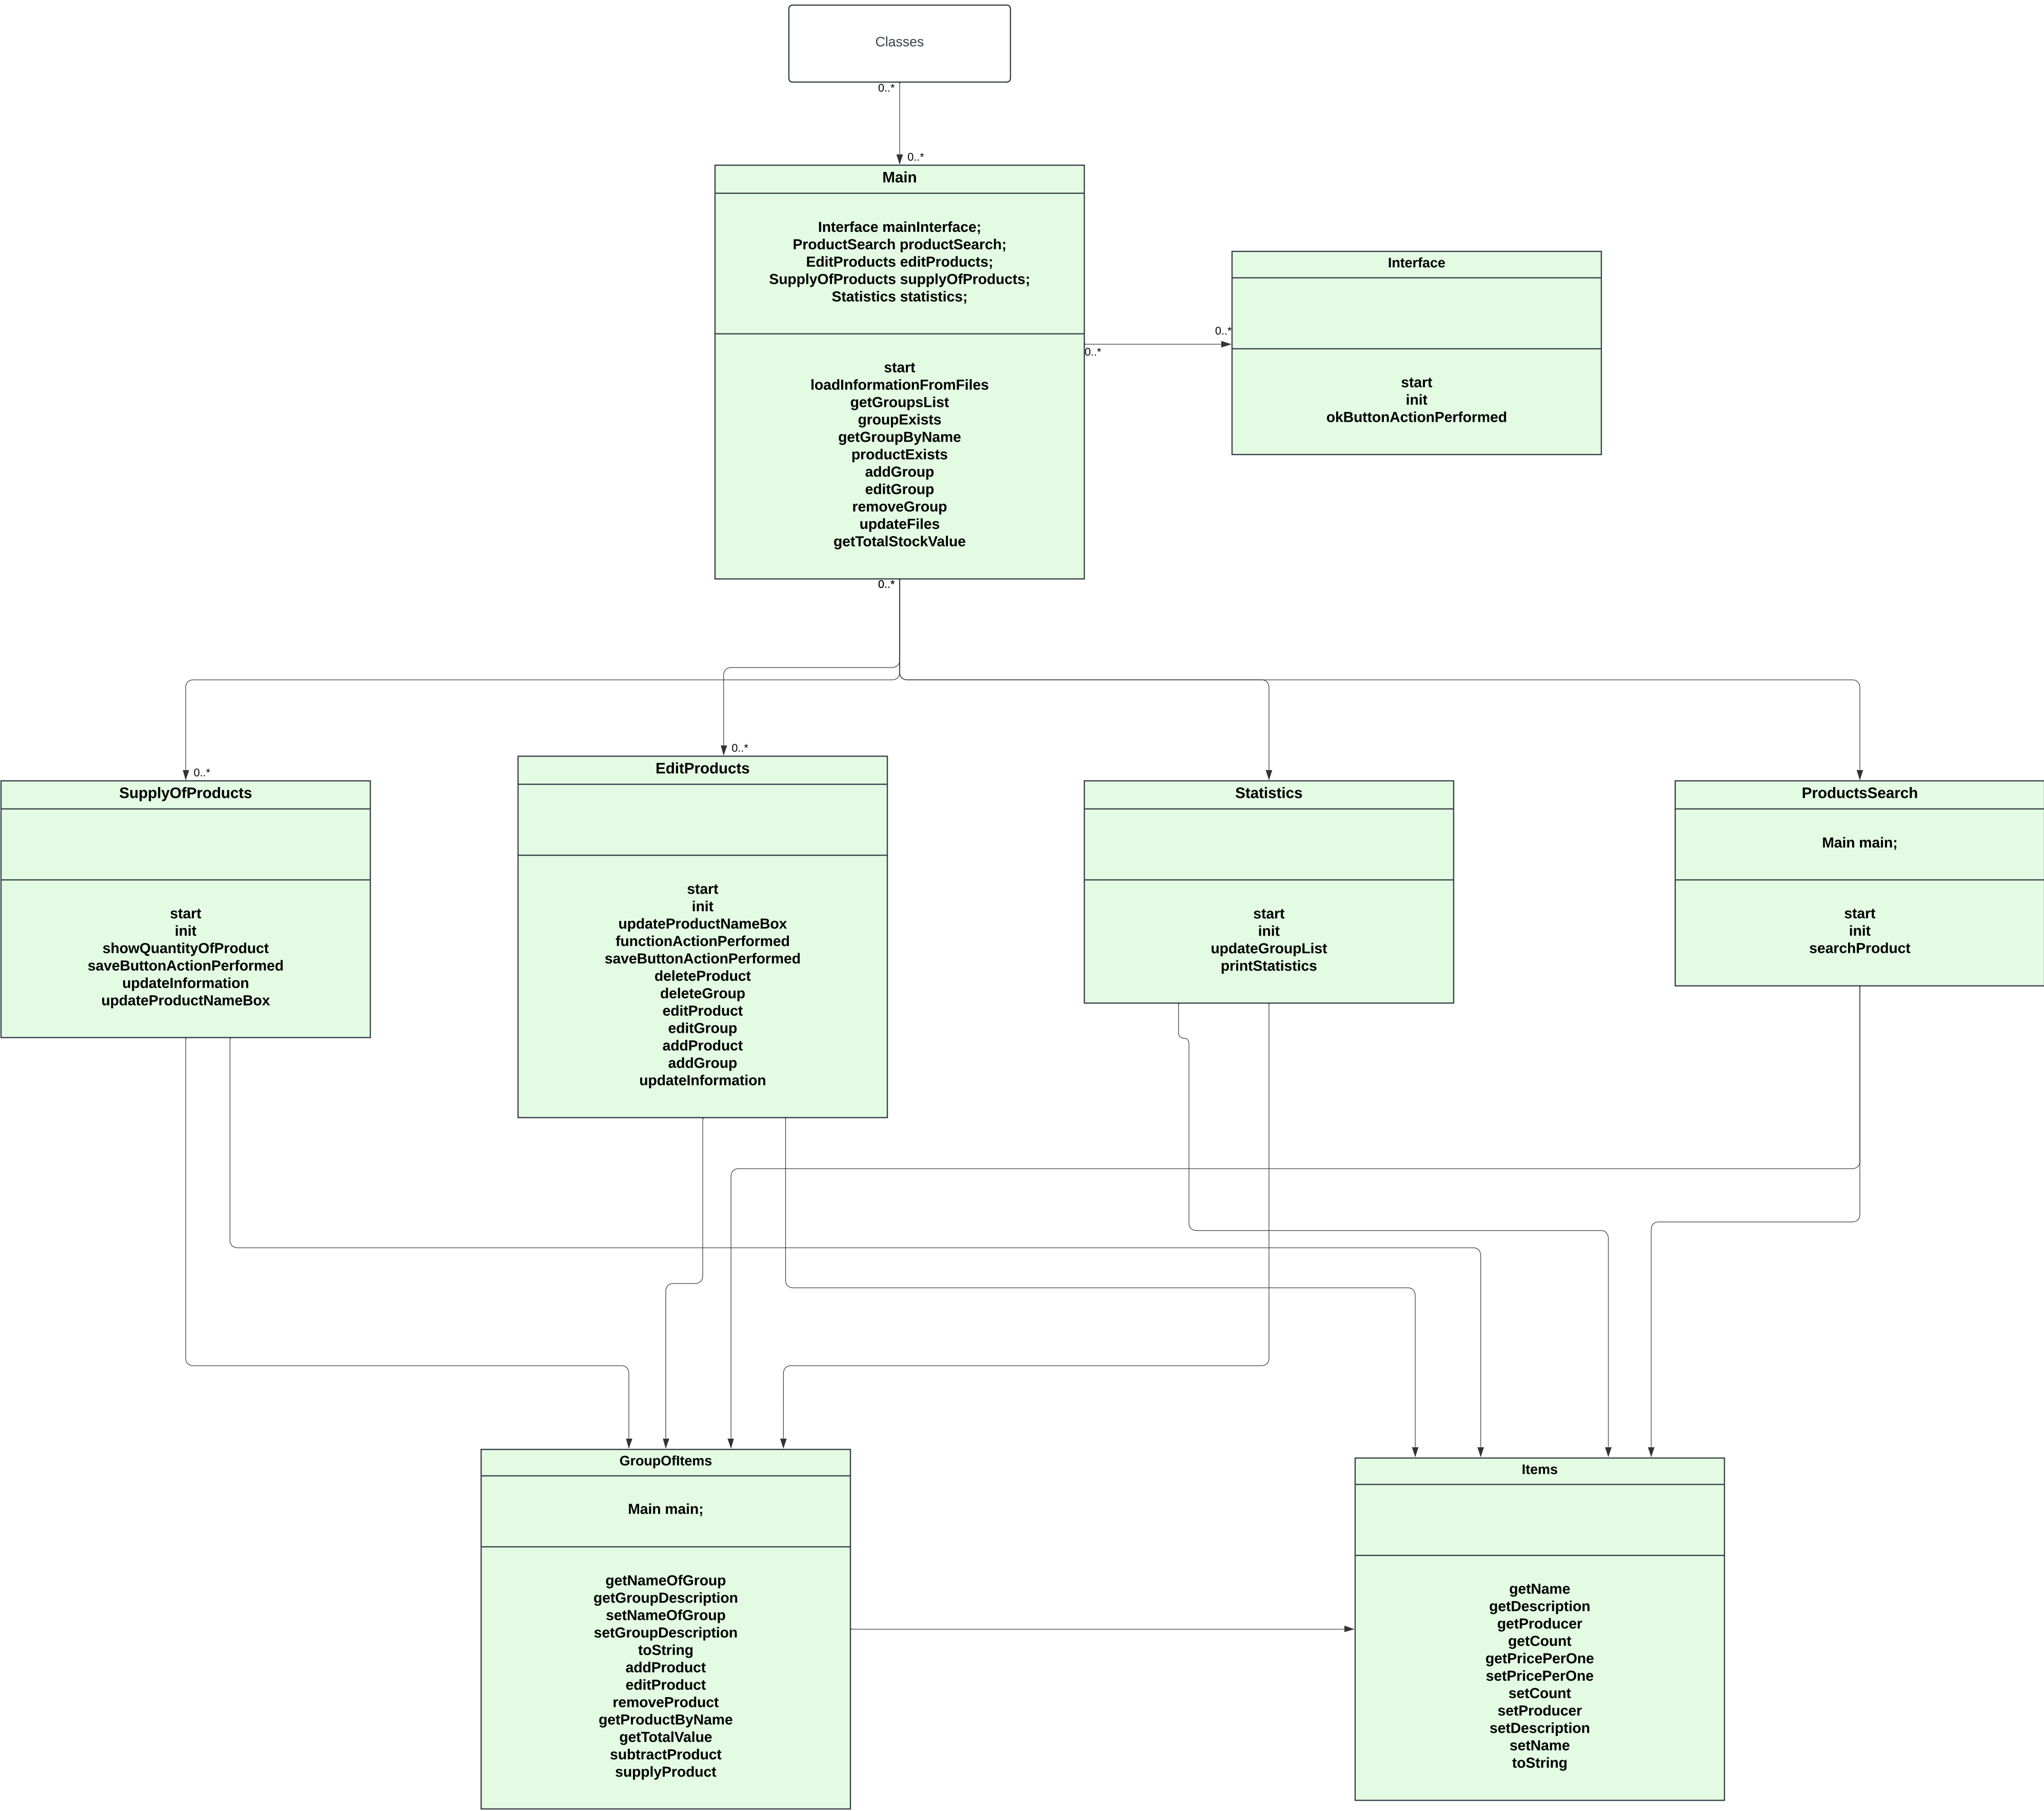 Classes
0..*
0..*
Main
Interface mainInterface;
ProductSearch productSearch;
EditProducts editProducts;
SupplyOfProducts supplyOfProducts;
Statistics statistics;
start
loadInformationFromFiles
getGroupsList
groupExists
getGroupByName
productExists
addGroup
editGroup
removeGroup
updateFiles
getTotalStockValue
0..*
0..*
0..*
Interface
start
init
okButtonActionPerformed
0..*
SupplyOfProducts
start
init
showQuantityOfProduct
saveButtonActionPerformed
updateInformation
updateProductNameBox
0..*
EditProducts
start
init
updateProductNameBox
functionActionPerformed
saveButtonActionPerformed
deleteProduct
deleteGroup
editProduct
editGroup
addProduct
addGroup
updateInformation
Statistics
start
init
updateGroupList
printStatistics
ProductsSearch
Main main;
start
init
searchProduct
GroupOfItems
Main main;
getNameOfGroup
getGroupDescription
setNameOfGroup
setGroupDescription
toString
addProduct
editProduct
removeProduct
getProductByName
getTotalValue
subtractProduct
supplyProduct
Items
getName
getDescription
getProducer
getCount
getPricePerOne
setPricePerOne
setCount
setProducer
setDescription
setName
toString